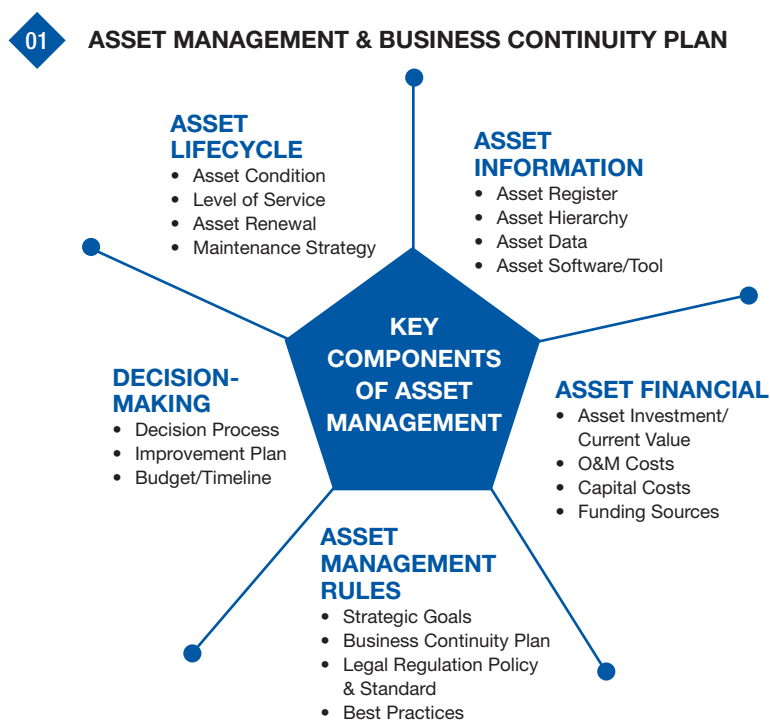 01
ASSET MANAGEMENT & BUSINESS CONTINUITY PLAN
ASSET
LIFECYCLE
• Asset Condition
• Level of Service
• Asset Renewal
• Maintenance Strategy
ASSET
INFORMATION
• Asset Register
• Asset Hierarchy
• Asset Data
• Asset Software/Tool
KEY
COMPONENTS
OF ASSET
MANAGEMENT
DECISION-
MAKING
• Decision Process
• Improvement Plan
• Budget/Timeline
ASSET FINANCIAL
• Asset Investment/
Current Value
• O&M Costs
• Capital Costs
• Funding Sources
ASSET
MANAGEMENT
RULES
• Strategic Goals
• Business Continuity Plan
• Legal Regulation Policy
& Standard
• Best Practices